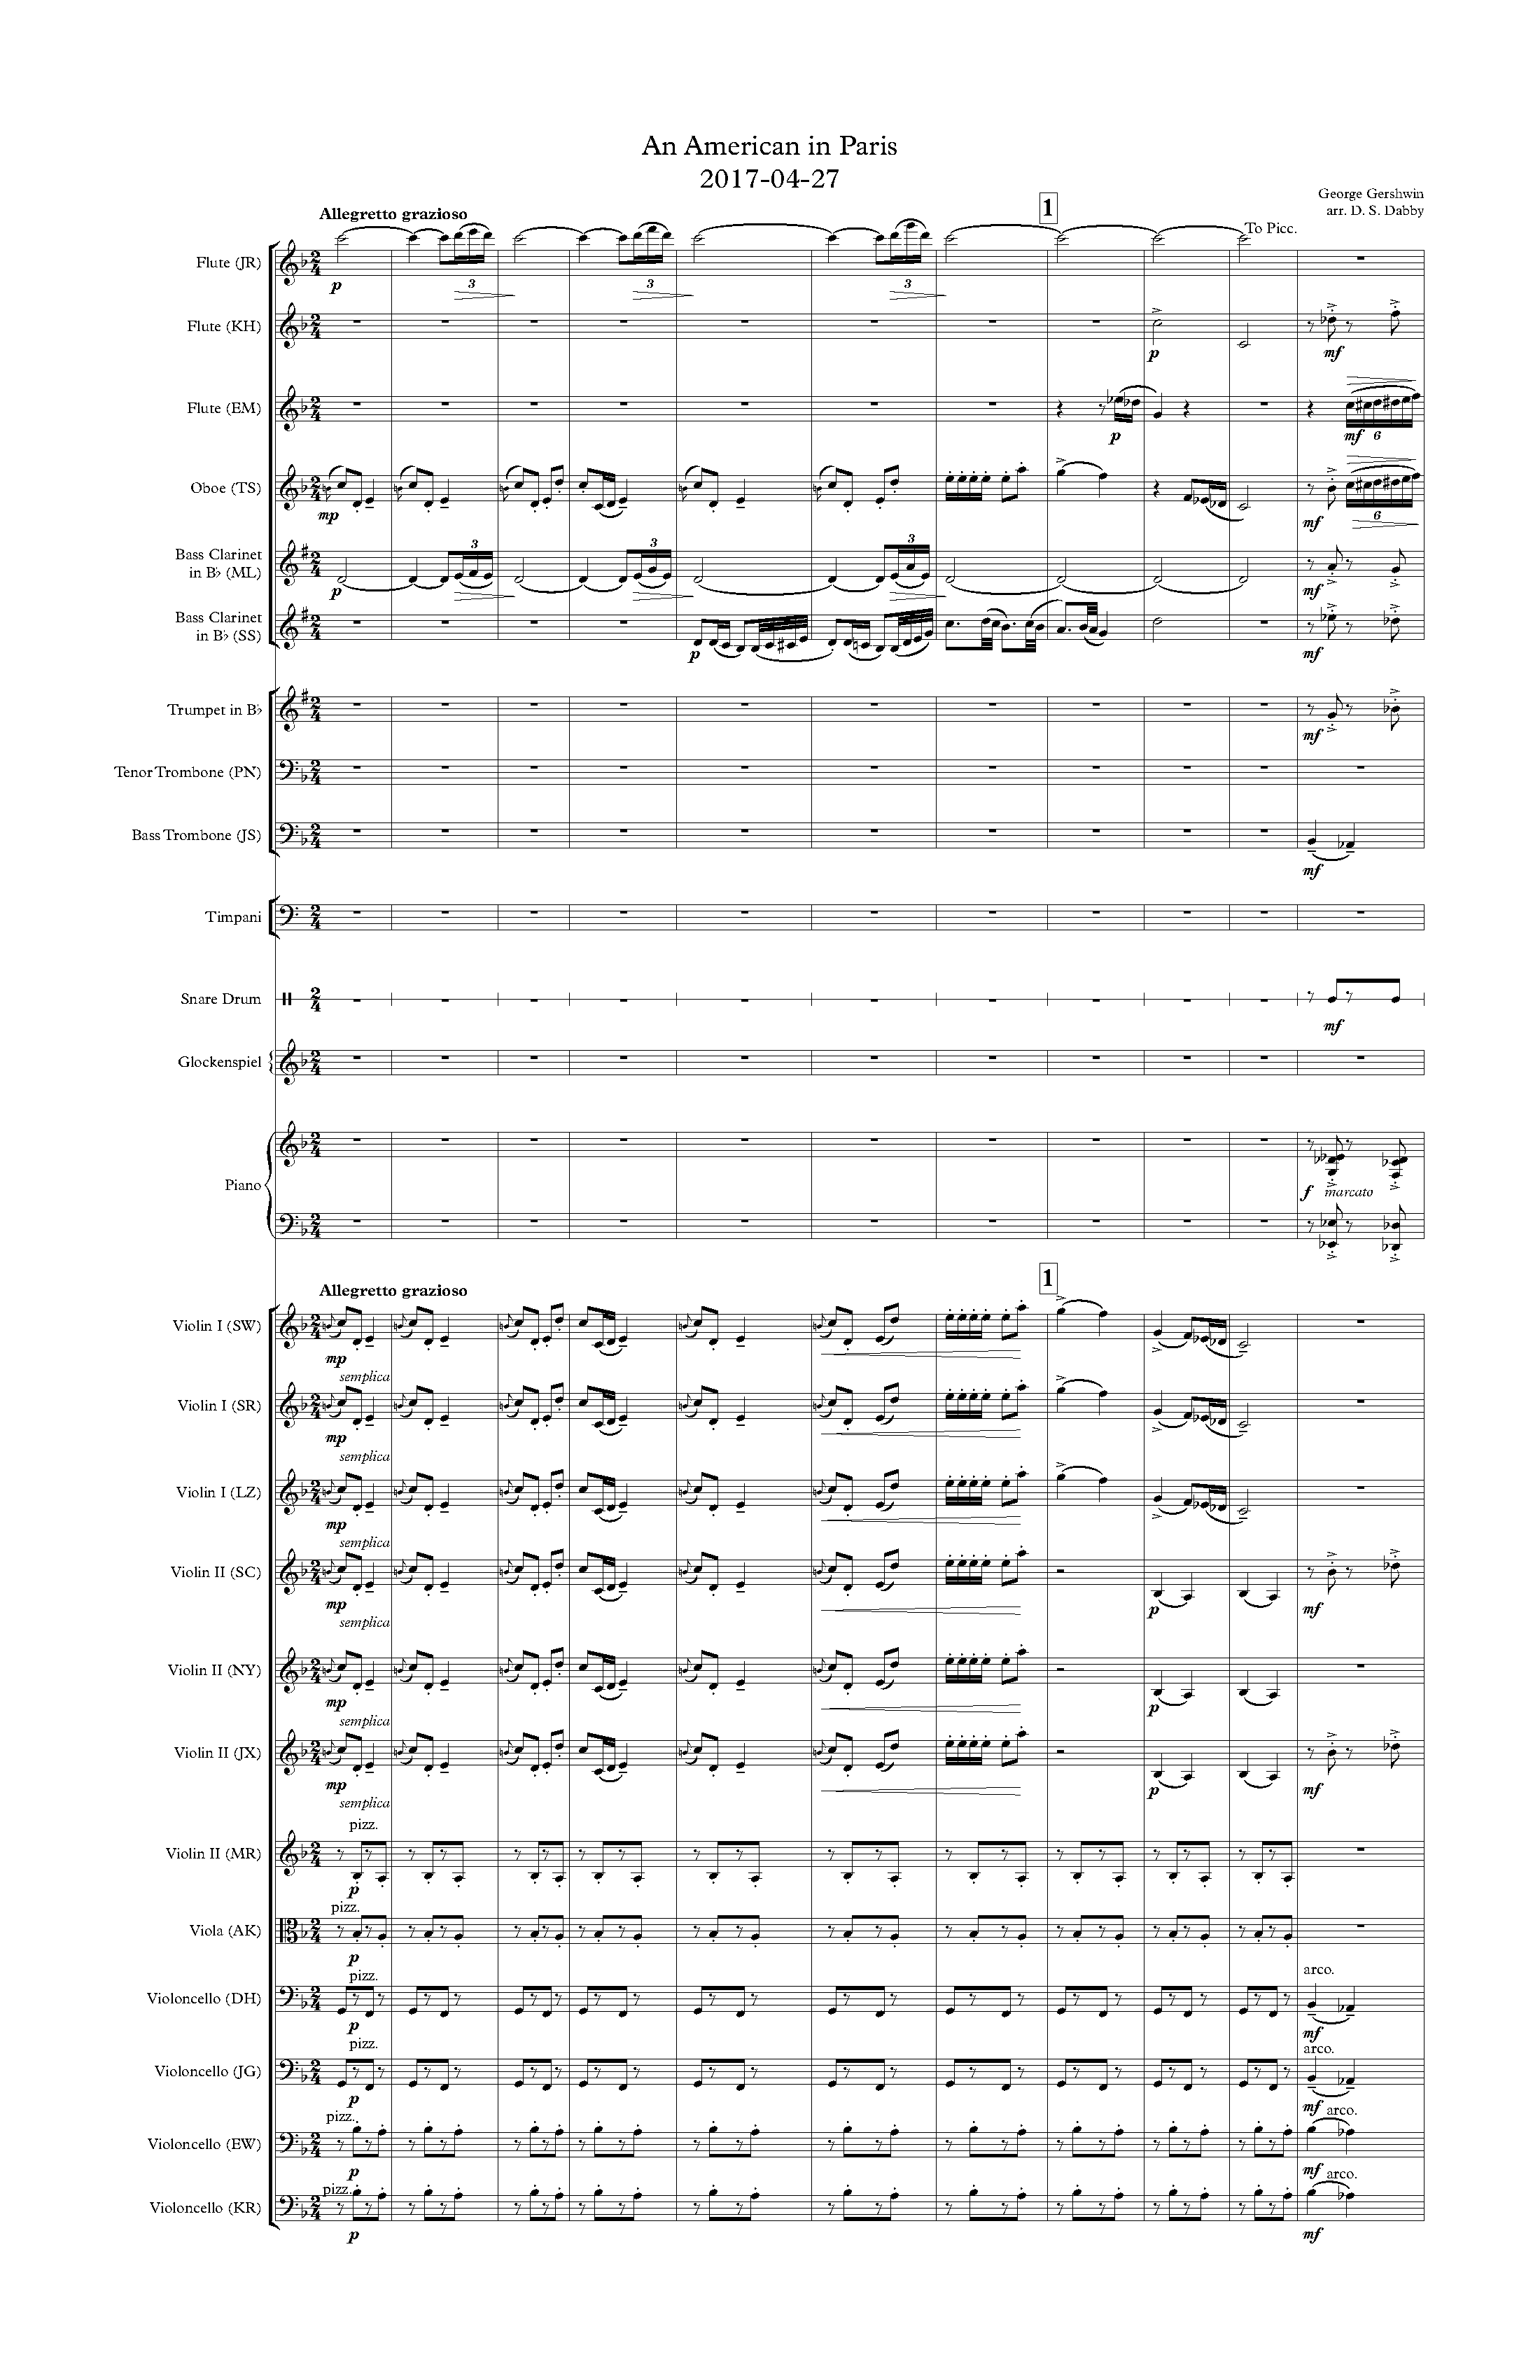 An American in Paris
2017-04-27
George Gershwin
arr. D. S. Dabby
Allegretto grazioso
1
To Picc.
Flute (JR)
p
3
3
3
Flute (KH)
p
mf
Flute (EM)
p
mf 6
Oboe (TS)
mp
mf
6
Bass Clarinet
in B♭ (ML)
p
3
3
3
mf
Bass Clarinet
in B♭ (SS)
p
mf
Trumpet in B♭
mf
Tenor Trombone (PN)
Bass Trombone (JS)
mf
Timpani
Snare Drum
mf
Glockenspiel
Piano
f marcato
Allegretto grazioso
1
Violin I (SW)
mp
semplica
Violin I (SR)
mp
semplica
Violin I (LZ)
mp
semplica
Violin II (SC)
mp
semplica
p
mf
Violin II (NY)
mp
semplica
p
Violin II (JX)
mp
semplica
p
mf
pizz.
Violin II (MR)
p
pizz.
Viola (AK)
p
pizz.
arco.
Violoncello (DH)
p
mf
pizz.
arco.
Violoncello (JG)
p
mf
pizz.
arco.
Violoncello (EW)
p
mf
pizz.
arco.
Violoncello (KR)
p
mf